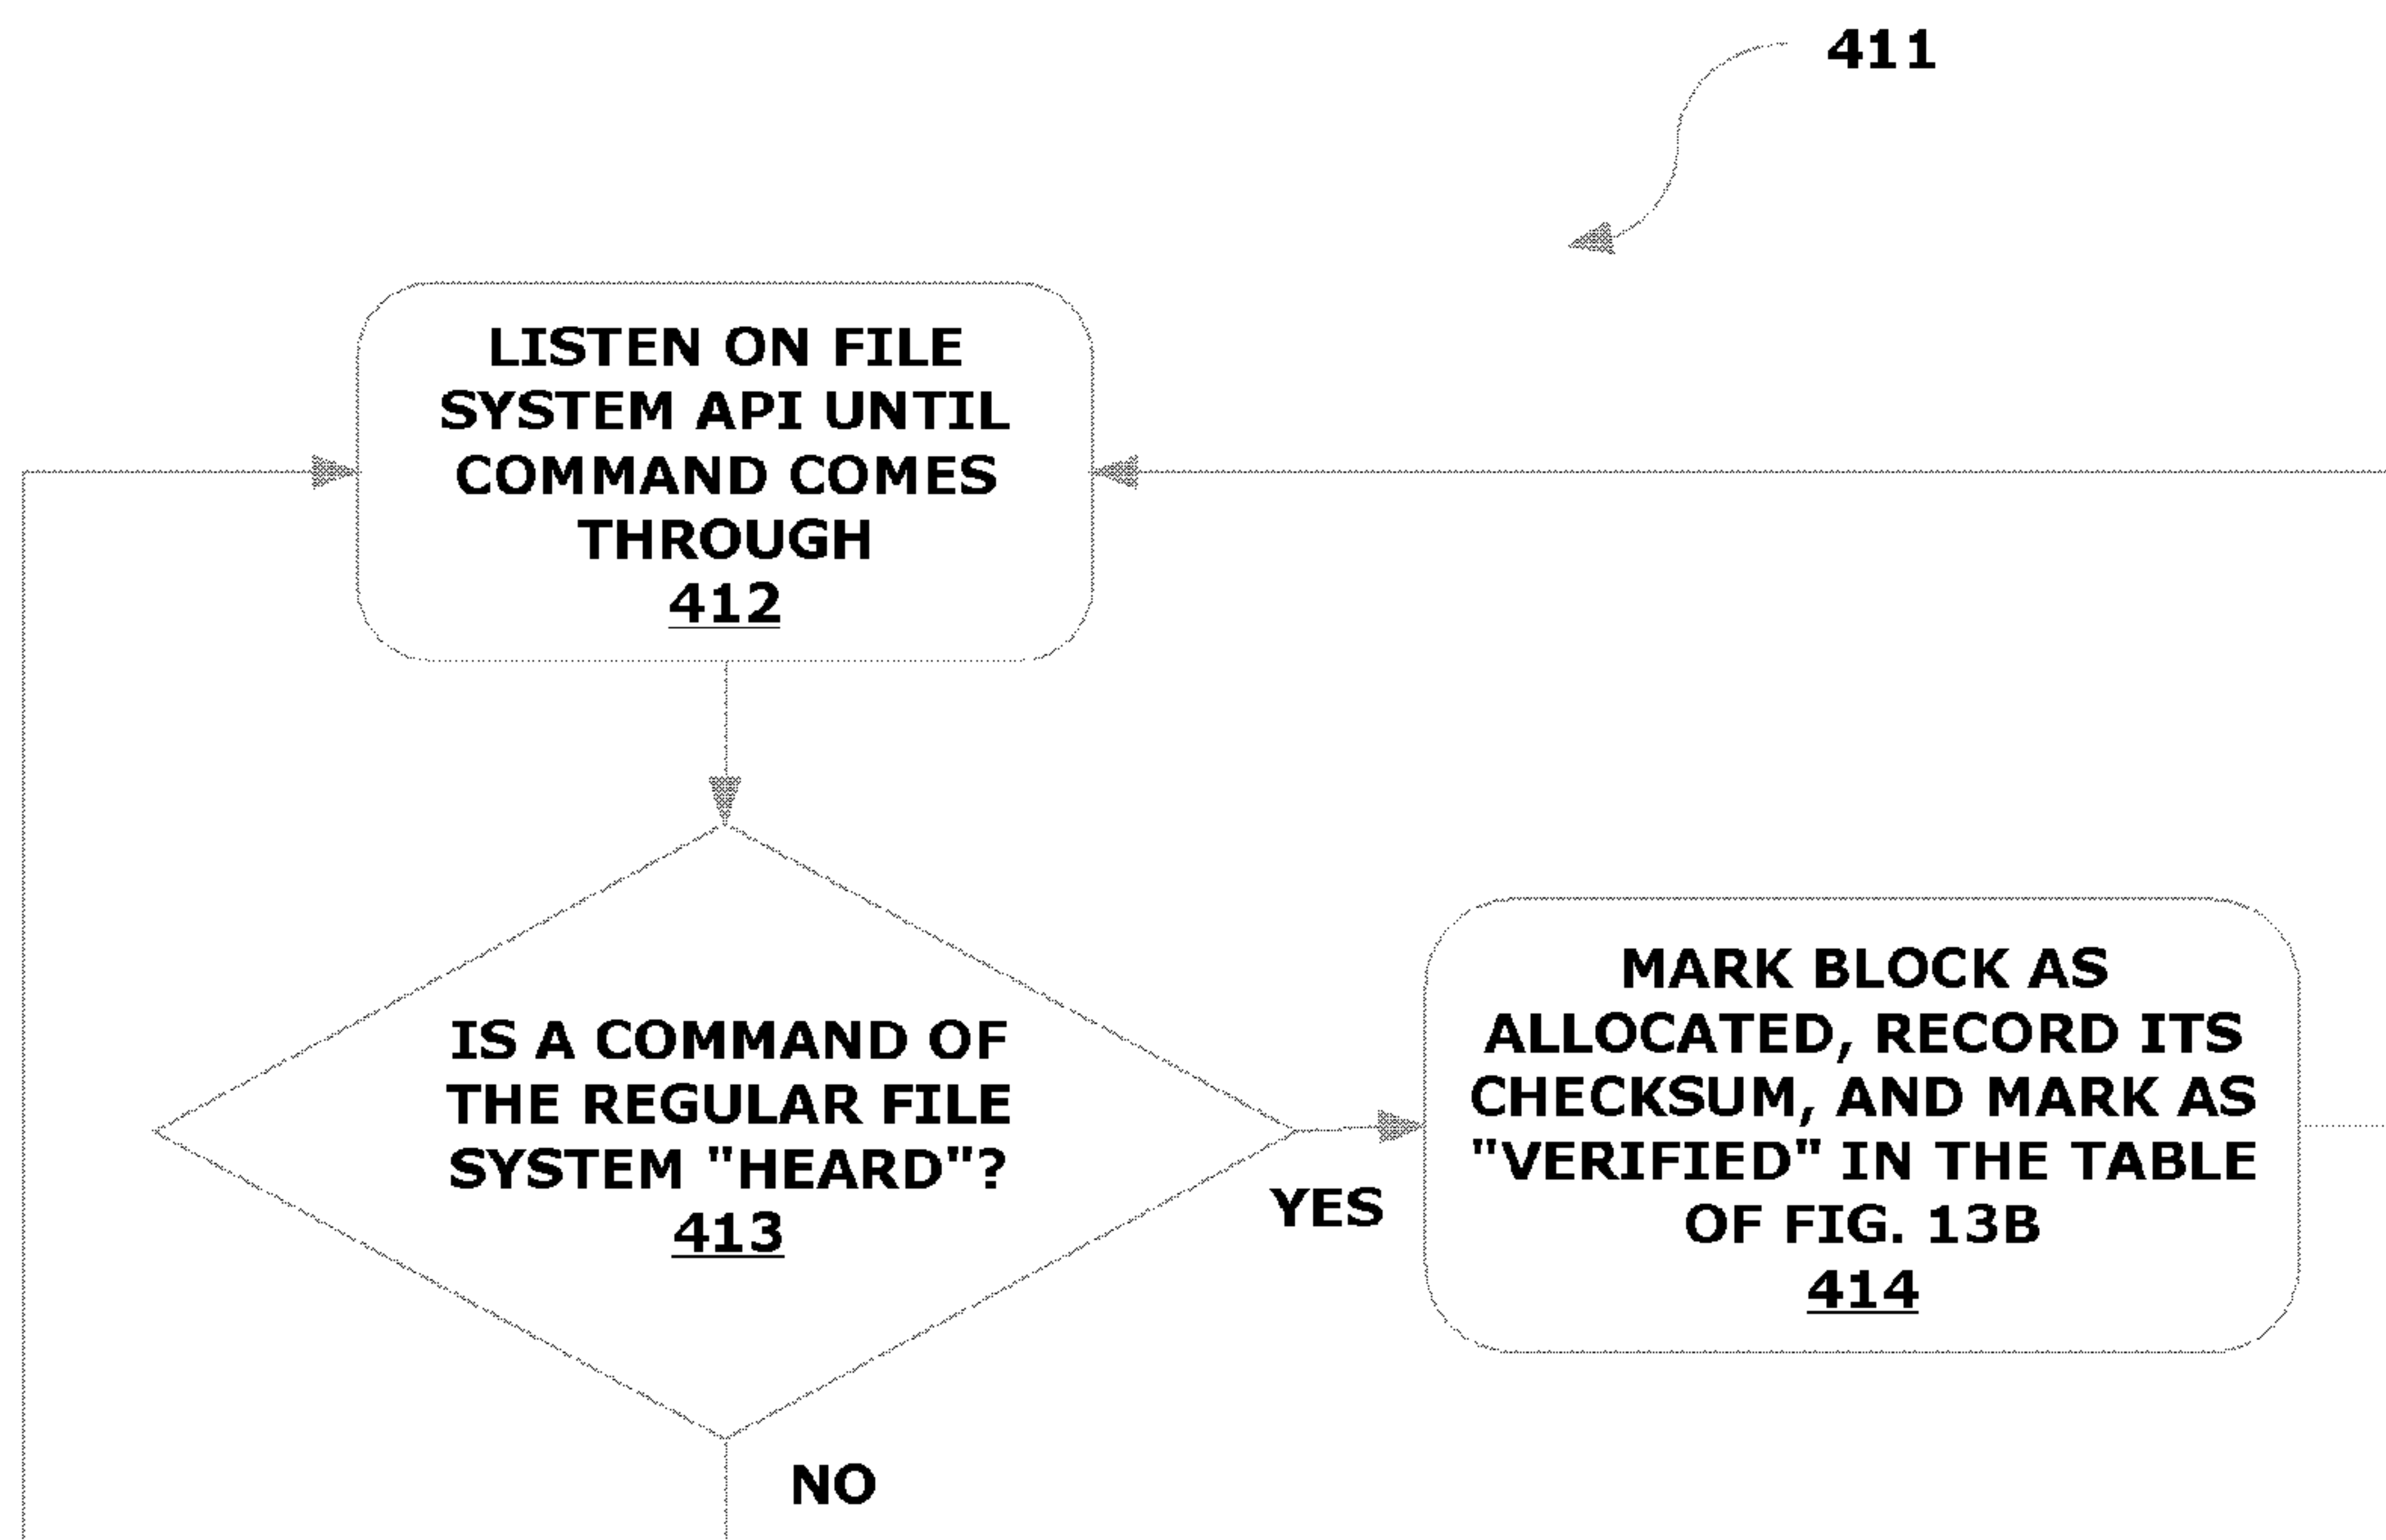 411
LISTEN ON FILE
SYSTEM API UNTIL
COMMAND COMES
THROUGH
412
IS A COMMAND OF
THE REGULAR FILE
SYSTEM "HEARD"?
413
YES
MARK BLOCK AS
ALLOCATED, RECORD ITS
CHECKSUM, AND MARK AS
"VERIFIED" IN THE TABLE
OF FIG. 13B
414
NO